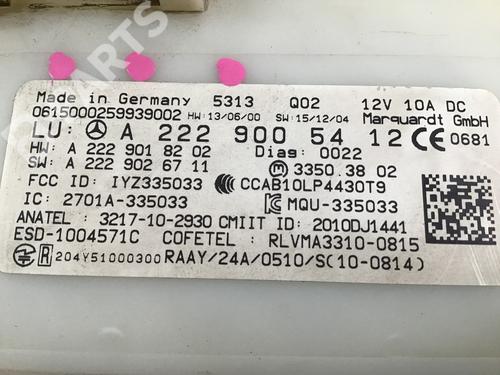 PARTS
Made in Germany 5313 Q02 12V 10A DC
0615000259939002 HW:13/06/00 SW:15/12/04 Marquardt GmbH
LU: A 222 900 54 12 CE 0681
HW: A 222 901 82 02 Diag: 0022
SW: A 222 902 67 11 3350.38 02
FCC ID: IYZ335033 CCAB10LP4430T9
IC: 2701A-335033 MQU-335033
ANATEL : 3217-10-2930 CMIIT ID: 2010DJ1441
ESD-1004571C COFETEL: RLVMA3310-0815
R 204Y51000300 RAAY/24A/0510/S(10-0814)